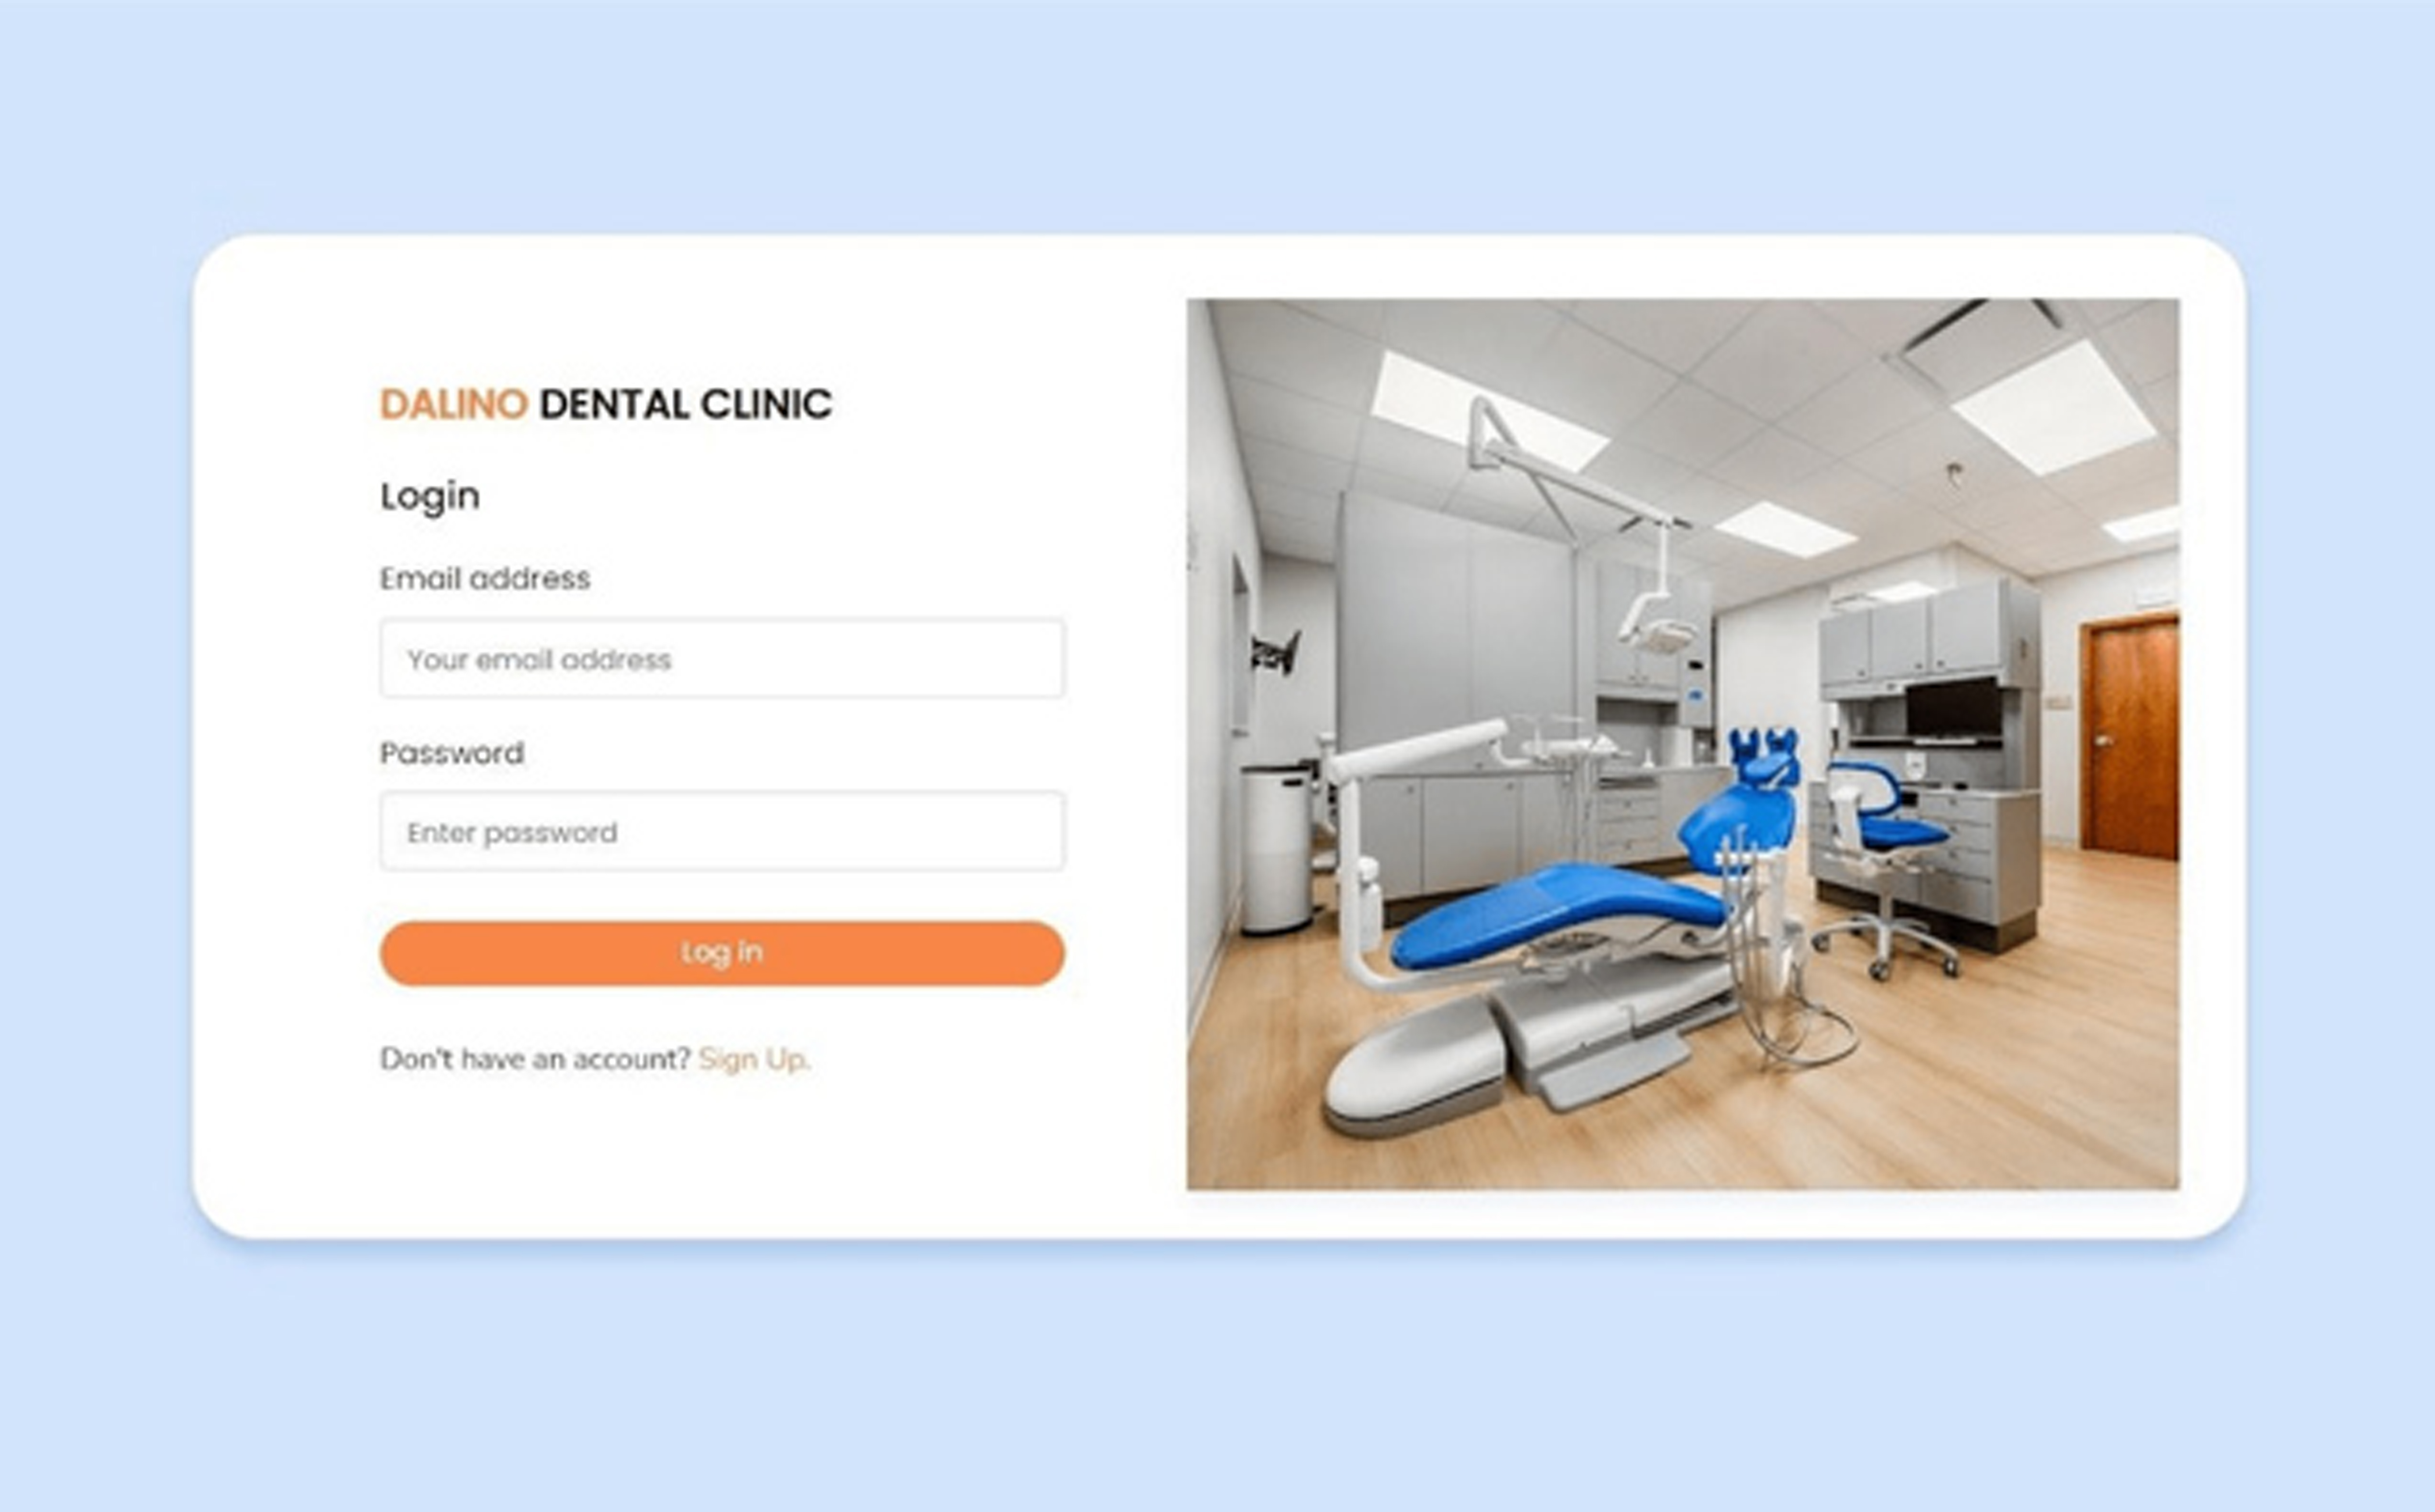 DALINO DENTAL CLINIC
Login
Email address
Your email address
Password
Enter password
Log in
Don't have an account? Sign Up.